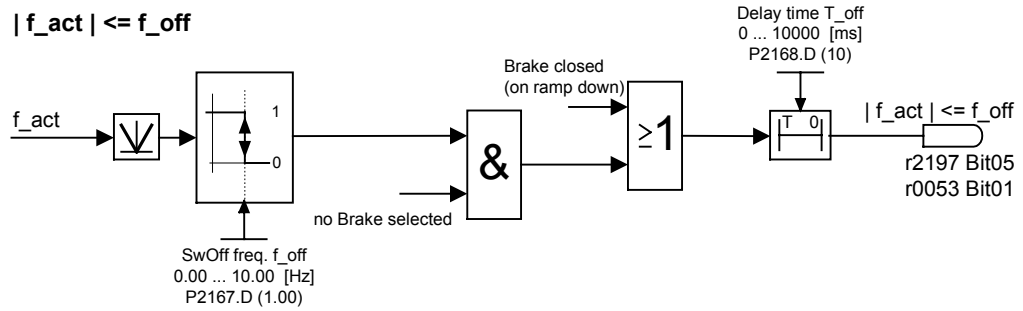 | f_act | <= f_off
Delay time T_off
0 ... 10000 [ms]
P2168.D (10)
Brake closed
(on ramp down)
f_act
1
0
&
≥1
T 0
| f_act | <= f_off
r2197 Bit05
r0053 Bit01
no Brake selected
SwOff freq. f_off
0.00 ... 10.00 [Hz]
P2167.D (1.00)